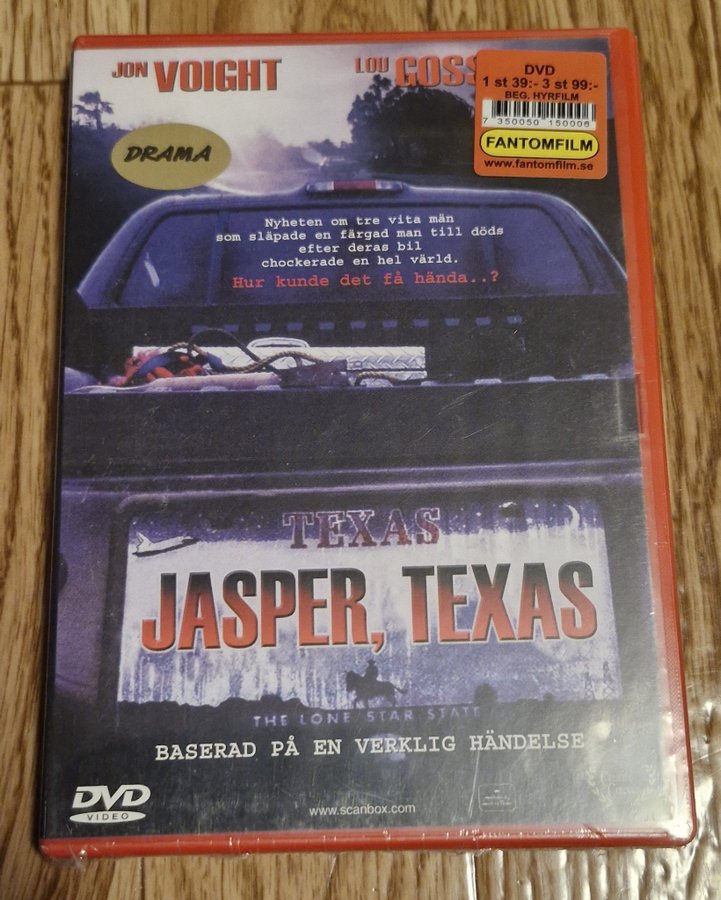 JON VOIGHT
LOU GOSS
DVD
1 st 39:- 3 st 99:-
BEG. HYRFILM
7 350050 150006
FANTOMFILM
www.fantomfilm.se
DRAMA
Nyheten om tre vita män
som släpade en färgad man till döds
efter deras bil
chockerade en hel värld.
Hur kunde det få hända..?
TEXAS
JASPER, TEXAS
THE LONE STAR STATE
BASERAD PÅ EN VERKLIG HÄNDELSE
DVD
VIDEO
www.scanbox.com